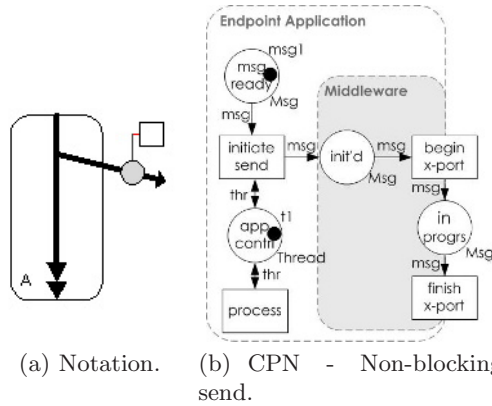 Endpoint Application
msg1
msg
ready
Msg
msg
Middleware
initiate
send
msg
init'd
msg
Msg
begin
x-port
msg
thr
t1
app
contrl
Thread
in
progrs
Msg
thr
msg
process
finish
x-port
A
(a) Notation.
(b) CPN - Non-blocking
send.